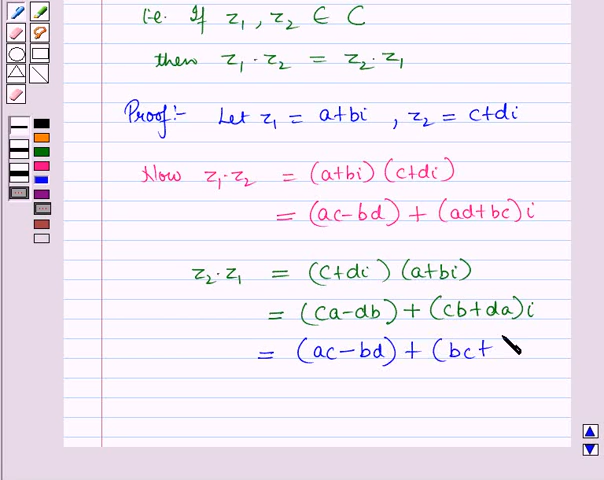 i.e. If z₁, z₂ ∈ C
then z₁ · z₂ = z₂ · z₁
Proof:- Let z₁ = a+bi , z₂ = c+di
Now z₁ · z₂ = (a+bi) (c+di)
= (ac-bd) + (ad+bc)i
z₂ · z₁ = (c+di) (a+bi)
= (ca-db) + (cb+da)i
= (ac-bd) + (bc+